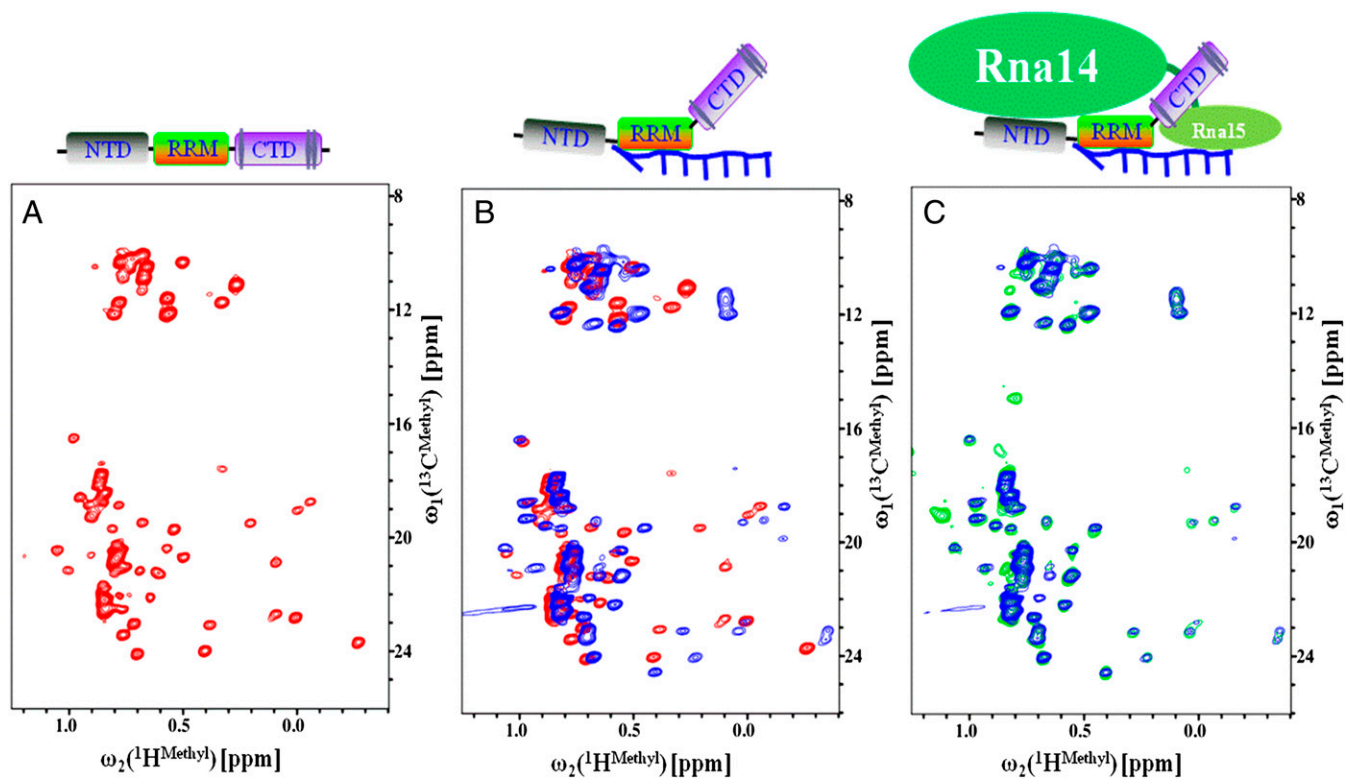 NTD RRM CTD
NTD RRM CTD
Rna14
NTD RRM CTD Rna15
A
8
12
16
20
24
ω1(13CMethyl) [ppm]
1.0 0.5 0.0
ω2(1HMethyl) [ppm]
B
8
12
16
20
24
ω1(13CMethyl) [ppm]
1.0 0.5 0.0
ω2(1HMethyl) [ppm]
C
8
12
16
20
24
ω1(13CMethyl) [ppm]
1.0 0.5 0.0
ω2(1HMethyl) [ppm]